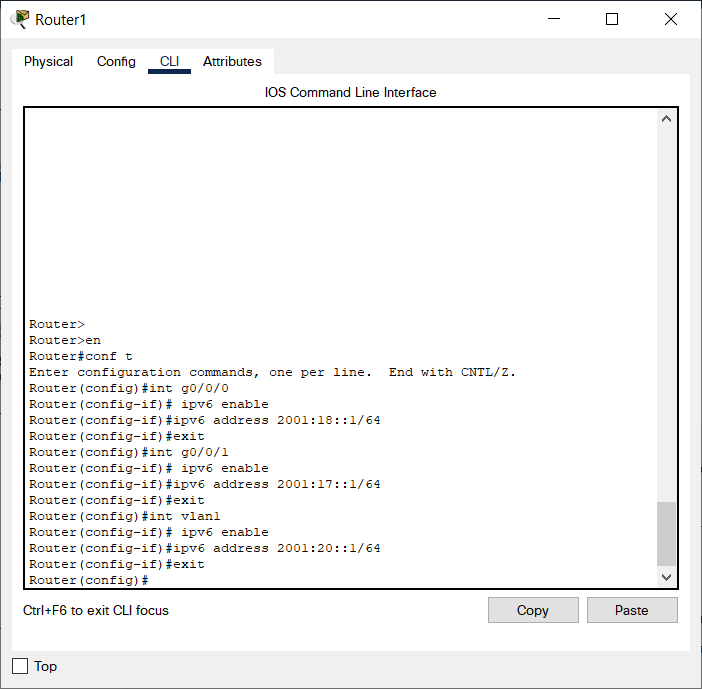 Router1
Physical Config CLI Attributes
IOS Command Line Interface
Router>
Router>en
Router#conf t
Enter configuration commands, one per line.  End with CNTL/Z.
Router(config)#int g0/0/0
Router(config-if)# ipv6 enable
Router(config-if)#ipv6 address 2001:18::1/64
Router(config-if)#exit
Router(config)#int g0/0/1
Router(config-if)# ipv6 enable
Router(config-if)#ipv6 address 2001:17::1/64
Router(config-if)#exit
Router(config)#int vlan1
Router(config-if)# ipv6 enable
Router(config-if)#ipv6 address 2001:20::1/64
Router(config-if)#exit
Router(config)#
Ctrl+F6 to exit CLI focus Copy Paste
Top